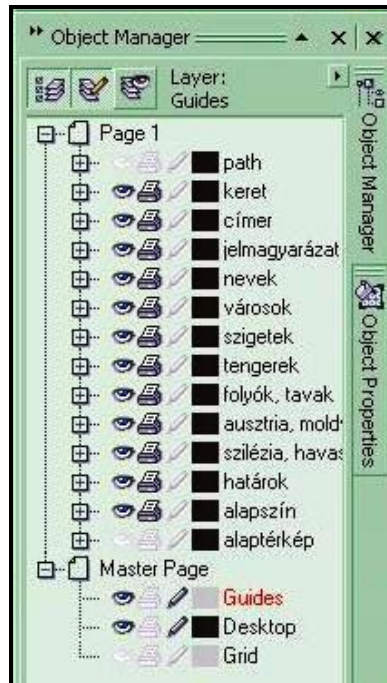 Object Manager
Layer:
Guides
Page 1
path
keret
címer
jelmagyarázat
nevek
városok
szigetek
tengerek
folyók, tavak
ausztria, mold
szilézia, havas
határok
alapszín
alaptérkép
Master Page
Guides
Desktop
Grid
Object Manager
Object Properties